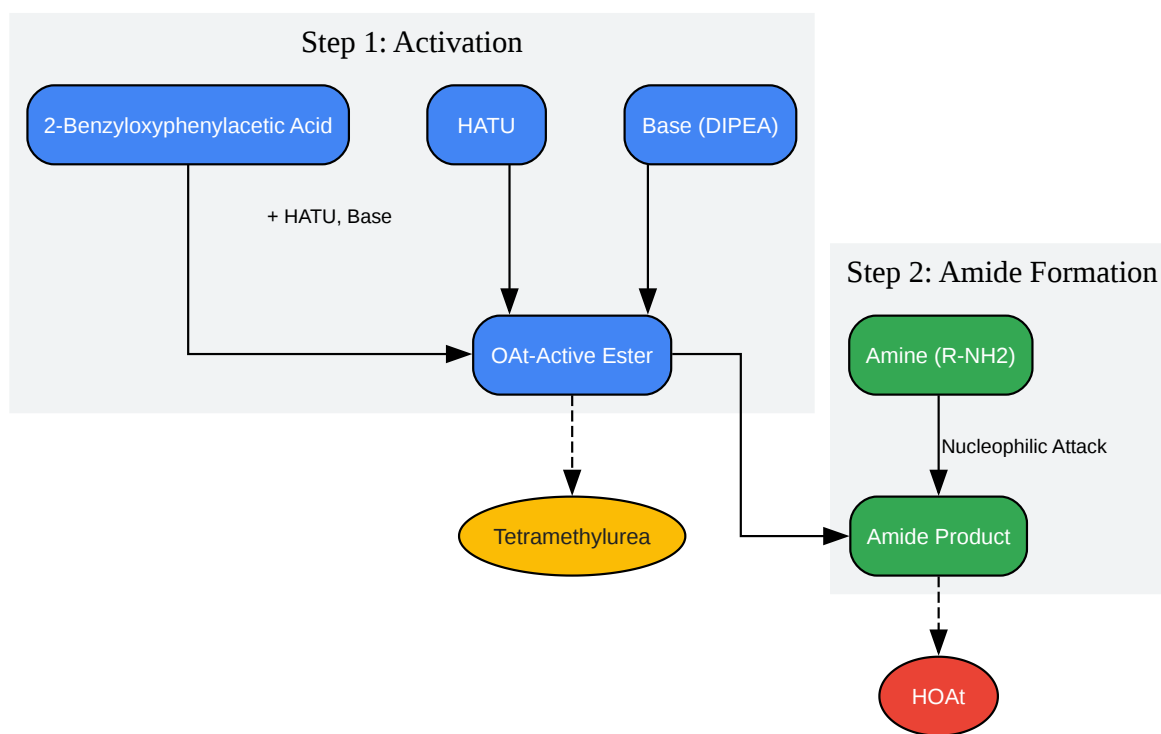 Step 1: Activation
2-Benzyloxyphenylacetic Acid
HATU
Base (DIPEA)
+ HATU, Base
OAt-Active Ester
Tetramethylurea
Step 2: Amide Formation
Amine (R-NH2)
Nucleophilic Attack
Amide Product
HOAt